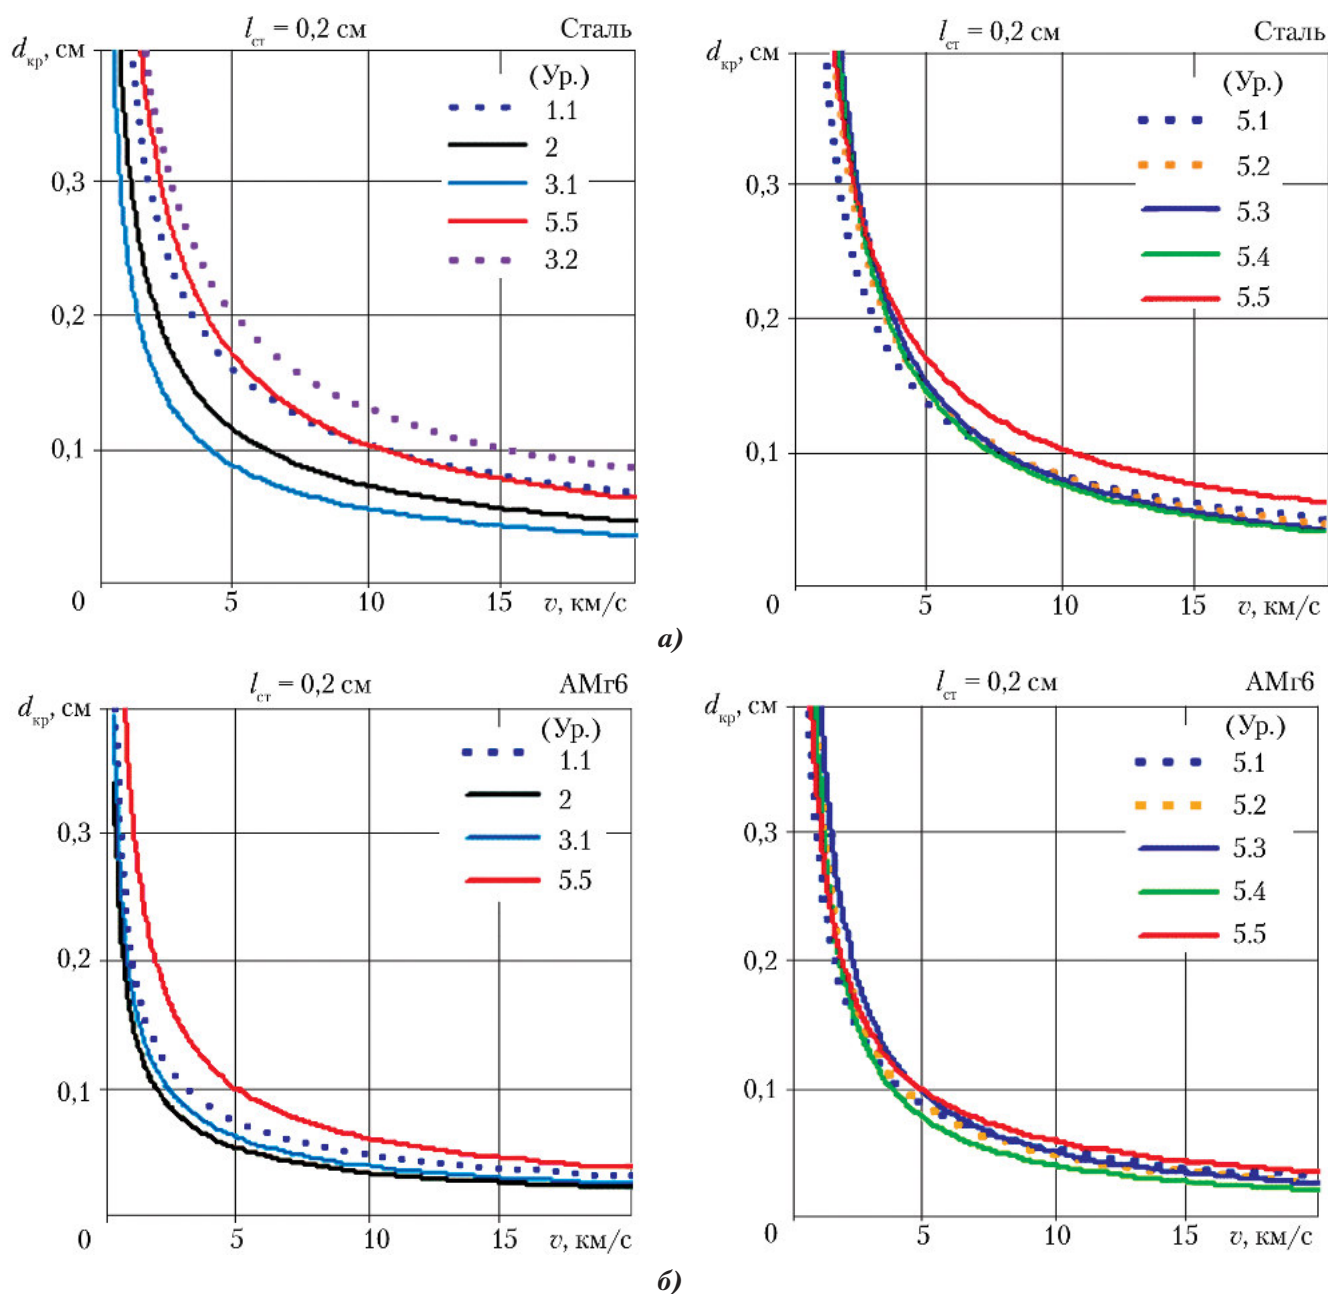 l_ст = 0,2 см Сталь
d_кр, см
(Ур.)
1.1
2
3.1
5.5
3.2
0,3
0,2
0,1
0 5 10 15 v, км/с
l_ст = 0,2 см Сталь
d_кр, см
(Ур.)
5.1
5.2
5.3
5.4
5.5
0,3
0,2
0,1
0 5 10 15 v, км/с
а)
l_ст = 0,2 см АМг6
d_кр, см
(Ур.)
1.1
2
3.1
5.5
0,3
0,2
0,1
0 5 10 15 v, км/с
l_ст = 0,2 см АМг6
d_кр, см
(Ур.)
5.1
5.2
5.3
5.4
5.5
0,3
0,2
0,1
0 5 10 15 v, км/с
б)